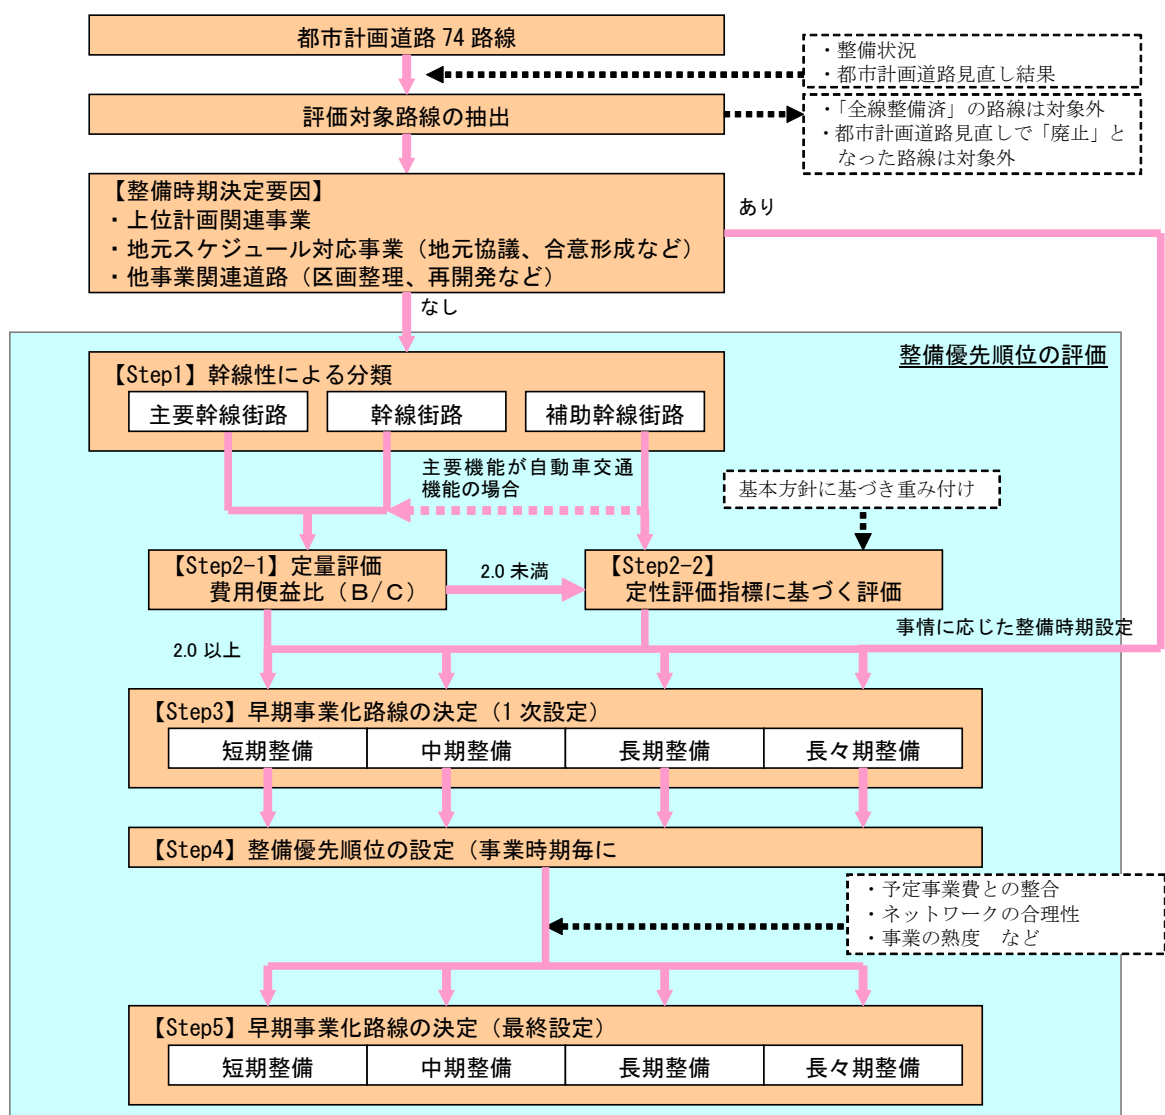 都市計画道路 74 路線
・整備状況
・都市計画道路見直し結果
評価対象路線の抽出
・「全線整備済」の路線は対象外
・都市計画道路見直しで「廃止」と
なった路線は対象外
【整備時期決定要因】
・上位計画関連事業
・地元スケジュール対応事業（地元協議、合意形成など）
・他事業関連道路（区画整理、再開発など）
あり
なし
整備優先順位の評価
【Step1】幹線性による分類
主要幹線街路
幹線街路
補助幹線街路
主要機能が自動車交通
機能の場合
基本方針に基づき重み付け
【Step2-1】定量評価
費用便益比（Ｂ/Ｃ）
2.0 未満
【Step2-2】
定性評価指標に基づく評価
事情に応じた整備時期設定
2.0 以上
【Step3】早期事業化路線の決定（1 次設定）
短期整備
中期整備
長期整備
長々期整備
【Step4】整備優先順位の設定（事業時期毎に
・予定事業費との整合
・ネットワークの合理性
・事業の熟度　など
【Step5】早期事業化路線の決定（最終設定）
短期整備
中期整備
長期整備
長々期整備